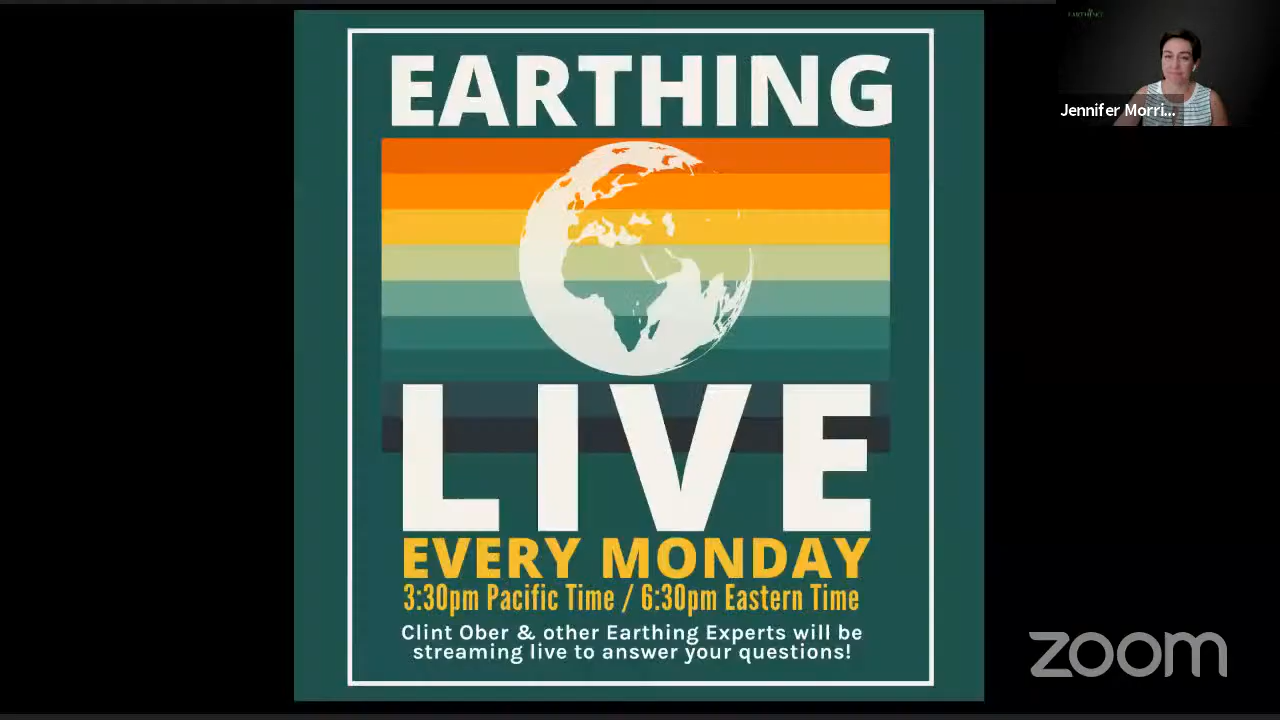 EARTHING
LIVE
EVERY MONDAY
3:30pm Pacific Time / 6:30pm Eastern Time
Clint Ober & other Earthing Experts will be
streaming live to answer your questions!
EARTHING
Jennifer Morri...
zoom